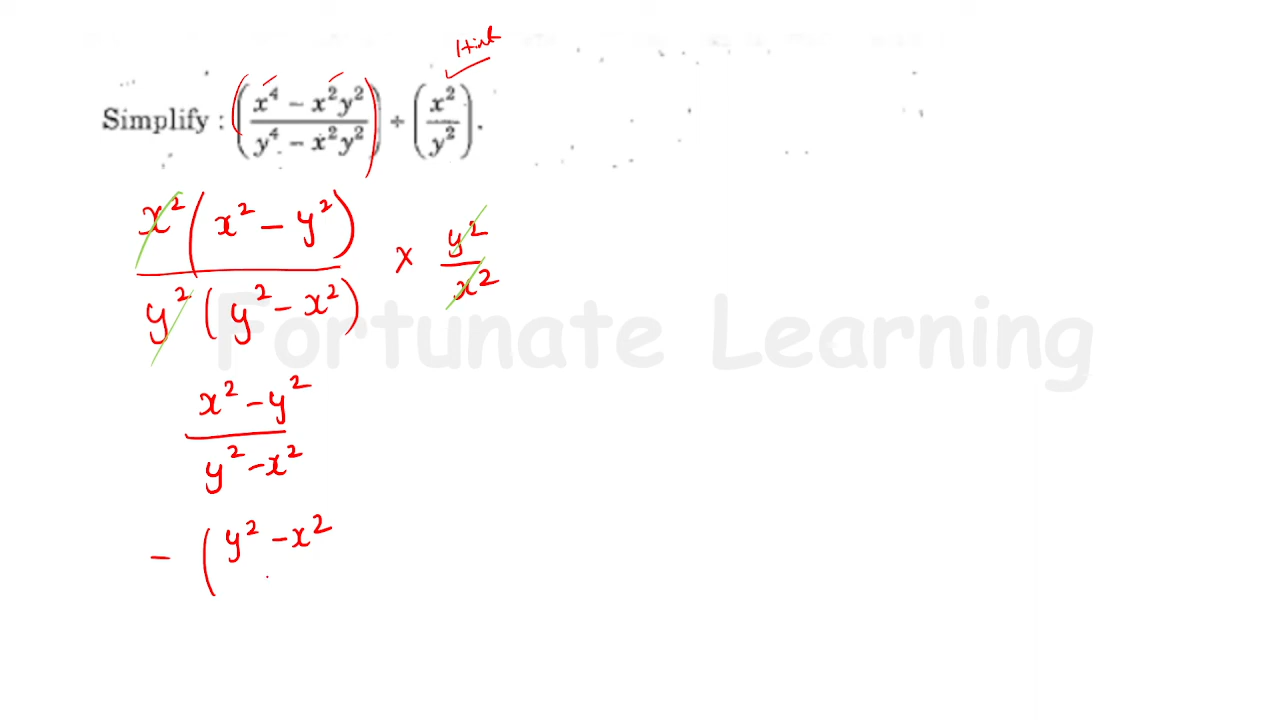 Hint
Simplify : ( x⁴ − x²y² / y⁴ − x²y² ) ÷ ( x² / y² ).
x² ( x² − y² ) / y² ( y² − x² ) × y² / x²
Fortunate Learning
x² − y² / y² − x²
− ( y² − x²